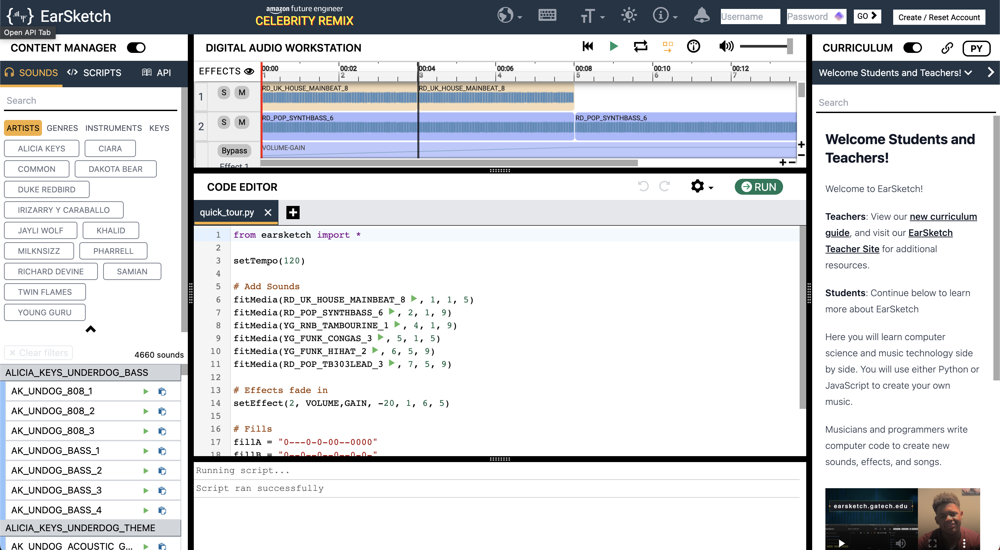 EarSketch
amazon future engineer
CELEBRITY REMIX
Username
Password
GO
Create / Reset Account
Open API Tab
CONTENT MANAGER
SOUNDS
SCRIPTS
API
Search
ARTISTS
GENRES
INSTRUMENTS
KEYS
ALICIA KEYS
CIARA
COMMON
DAKOTA BEAR
DUKE REDBIRD
IRIZARRY Y CARABALLO
JAYLI WOLF
KHALID
MILKNSIZZ
PHARRELL
RICHARD DEVINE
SAMIAN
TWIN FLAMES
YOUNG GURU
× Clear filters
4660 sounds
ALICIA_KEYS_UNDERDOG_BASS
AK_UNDOG_808_1
AK_UNDOG_808_2
AK_UNDOG_808_3
AK_UNDOG_BASS_1
AK_UNDOG_BASS_2
AK_UNDOG_BASS_3
AK_UNDOG_BASS_4
ALICIA_KEYS_UNDERDOG_THEME
AK_UNDOG_ACOUSTIC_G...
DIGITAL AUDIO WORKSTATION
EFFECTS
00:00 00:02 00:04 00:06 00:08 00:10 00:12
1 2 3 4 5 6 7
1 S M
RD_UK_HOUSE_MAINBEAT_8
RD_UK_HOUSE_MAINBEAT_8
2 S M
RD_POP_SYNTHBASS_6
RD_POP_SYNTHBASS_6
Bypass
VOLUME-GAIN
Effect 1
CODE EDITOR
RUN
quick_tour.py
1 from earsketch import *
2
3 setTempo(120)
4
5 # Add Sounds
6 fitMedia(RD_UK_HOUSE_MAINBEAT_8 , 1, 1, 5)
7 fitMedia(RD_POP_SYNTHBASS_6 , 2, 1, 9)
8 fitMedia(YG_RNB_TAMBOURINE_1 , 4, 1, 9)
9 fitMedia(YG_FUNK_CONGAS_3 , 5, 1, 5)
10 fitMedia(YG_FUNK_HIHAT_2 , 6, 5, 9)
11 fitMedia(RD_POP_TB303LEAD_3 , 7, 5, 9)
12
13 # Effects fade in
14 setEffect(2, VOLUME,GAIN, -20, 1, 6, 5)
15
16 # Fills
17 fillA = "0---0-0-00--0000"
18 fillB = "0--0--0--0--0-0-"
Running script...
Script ran successfully
CURRICULUM
PY
Welcome Students and Teachers!
Search
Welcome Students and
Teachers!
Welcome to EarSketch!
Teachers: View our new curriculum
guide, and visit our EarSketch
Teacher Site for additional
resources.
Students: Continue below to learn
more about EarSketch
Here you will learn computer
science and music technology side
by side. You will use either Python or
JavaScript to create your own
music.
Musicians and programmers write
computer code to create new
sounds, effects, and songs.
earsketch.gatech.edu